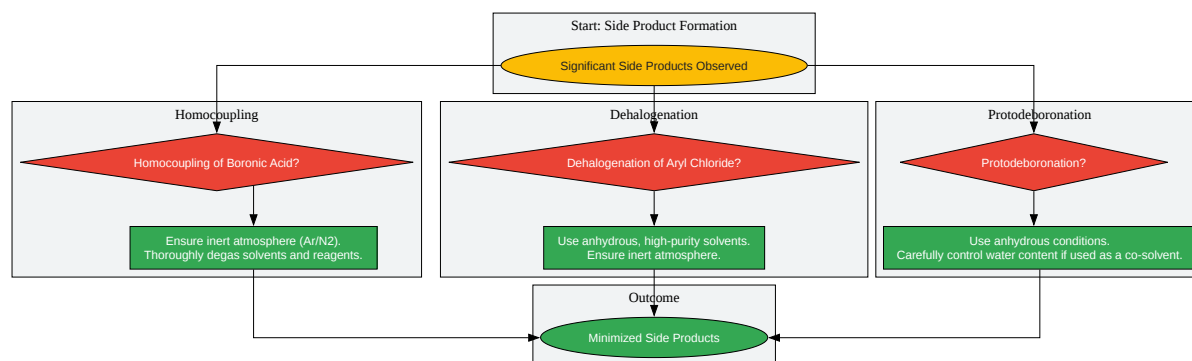 Start: Side Product Formation
Significant Side Products Observed
Homocoupling
Homocoupling of Boronic Acid?
Ensure inert atmosphere (Ar/N2).
Thoroughly degas solvents and reagents.
Dehalogenation
Dehalogenation of Aryl Chloride?
Use anhydrous, high-purity solvents.
Ensure inert atmosphere.
Protodeboronation
Protodeboronation?
Use anhydrous conditions.
Carefully control water content if used as a co-solvent.
Outcome
Minimized Side Products